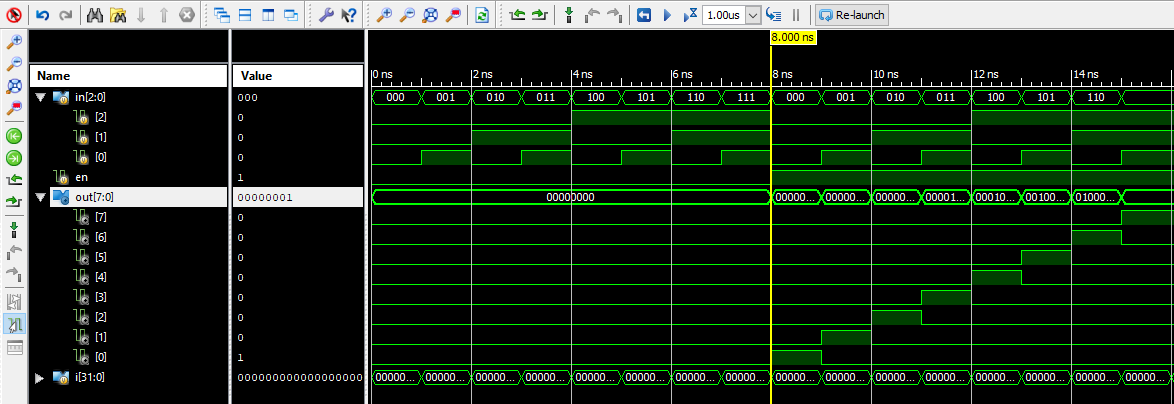 1.00us Re-launch
8.000 ns
Name Value
0 ns 2 ns 4 ns 6 ns 8 ns 10 ns 12 ns 14 ns
in[2:0] 000 000 001 010 011 100 101 110 111 000 001 010 011 100 101 110
[2] 0
[1] 0
[0] 0
en 1
out[7:0] 00000001 00000000 00000... 00000... 00000... 00001... 00010... 00100... 01000...
[7] 0
[6] 0
[5] 0
[4] 0
[3] 0
[2] 0
[1] 0
[0] 1
i[31:0] 000000000000000000 00000... 00000... 00000... 00000... 00000... 00000... 00000... 00000... 00000... 00000... 00000... 00000... 00000... 00000... 00000... 00000...